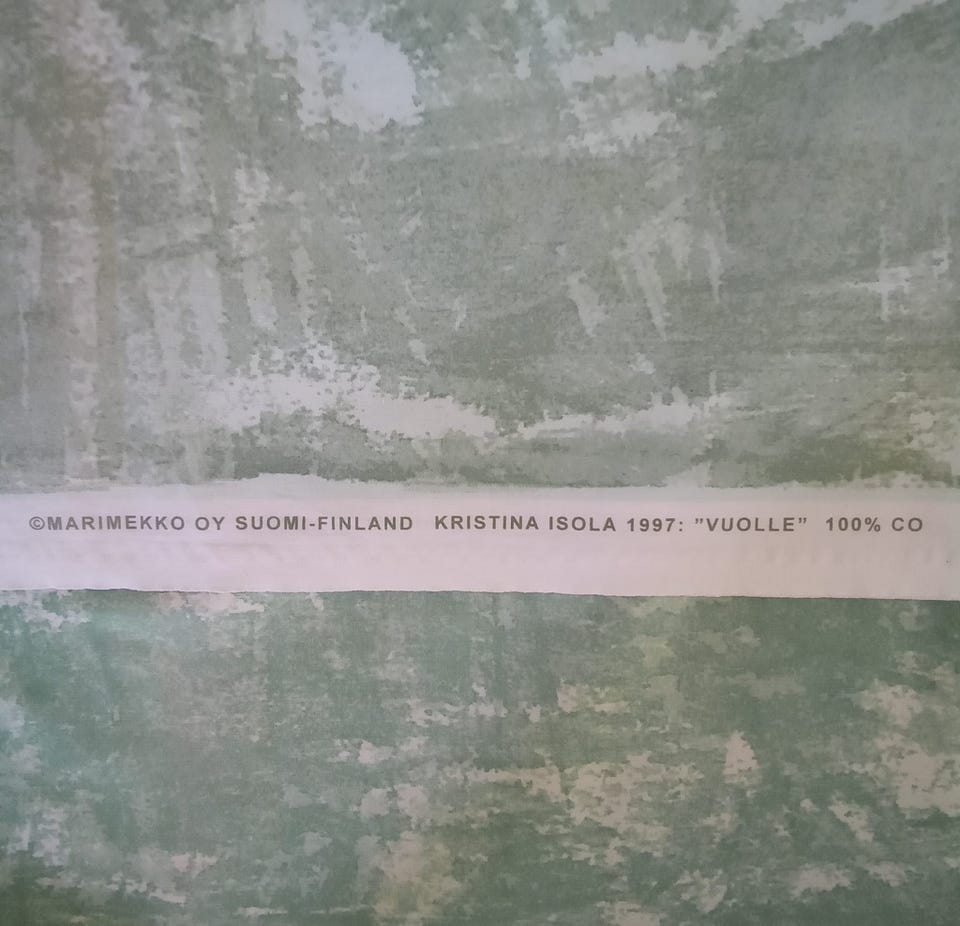 ©MARIMEKKO OY SUOMI-FINLAND KRISTINA ISOLA 1997: ”VUOLLE” 100% CO